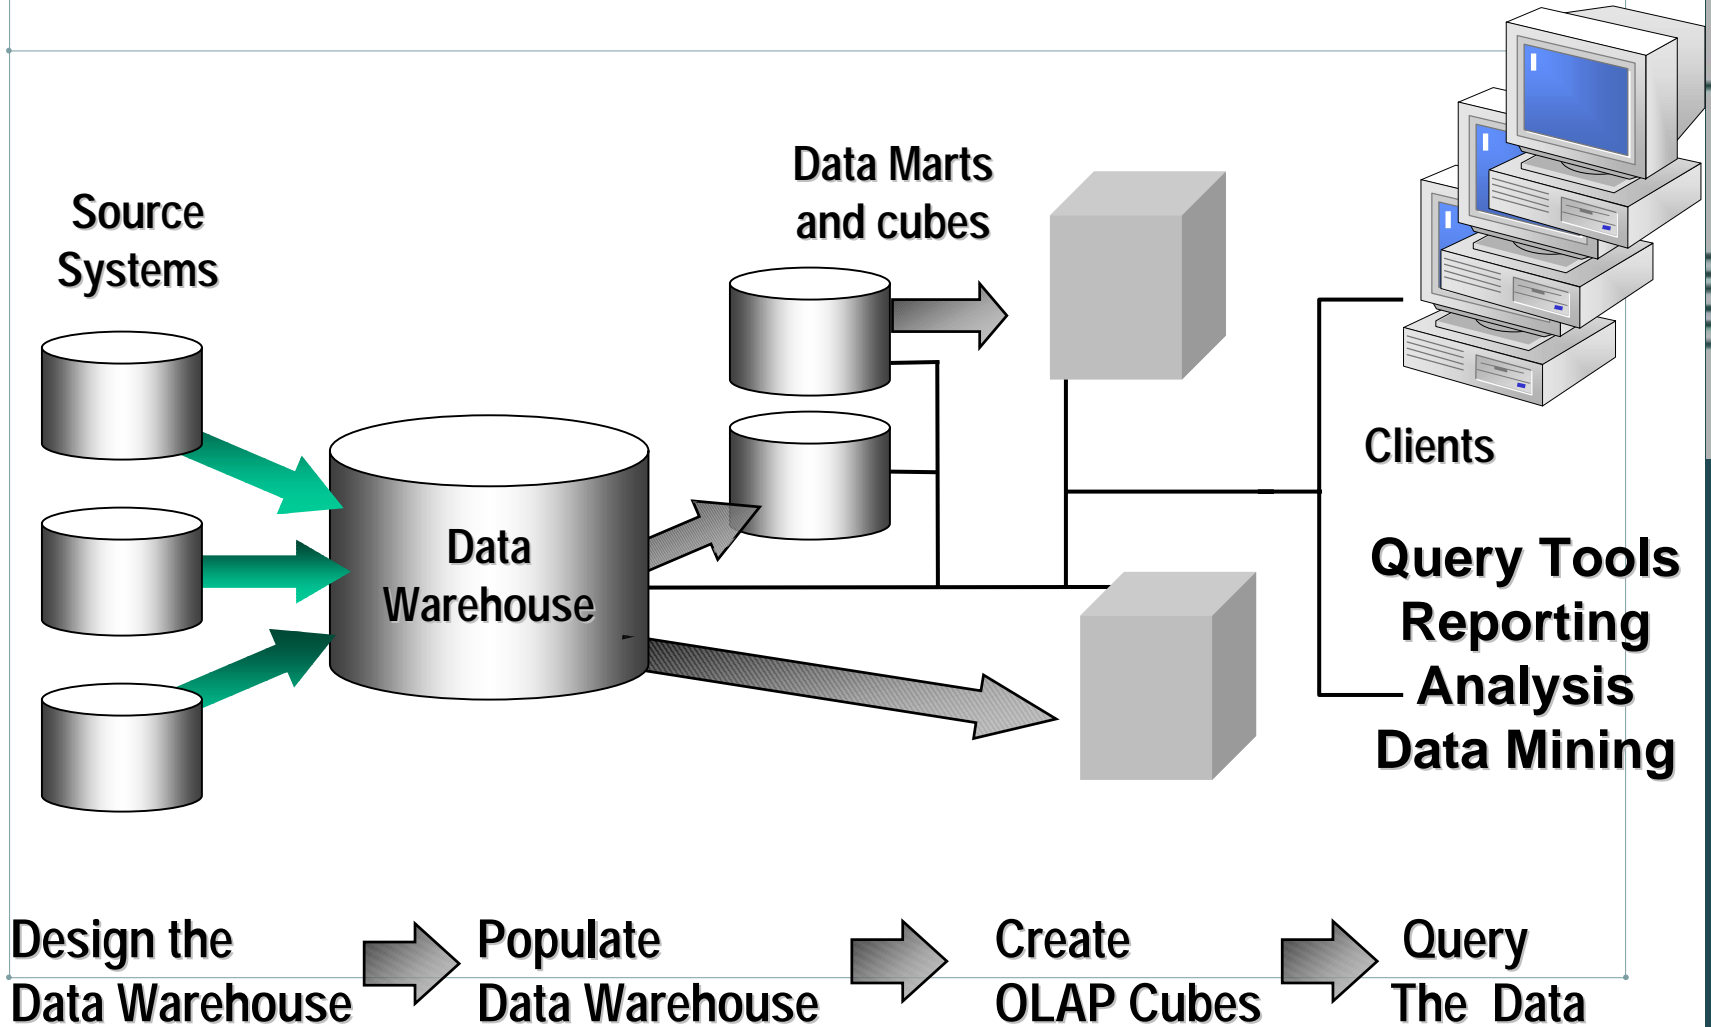 Source
Systems
Data Marts
and cubes
Data
Warehouse
Clients
Query Tools
Reporting
Analysis
Data Mining
Design the
Data Warehouse
Populate
Data Warehouse
Create
OLAP Cubes
Query
The Data